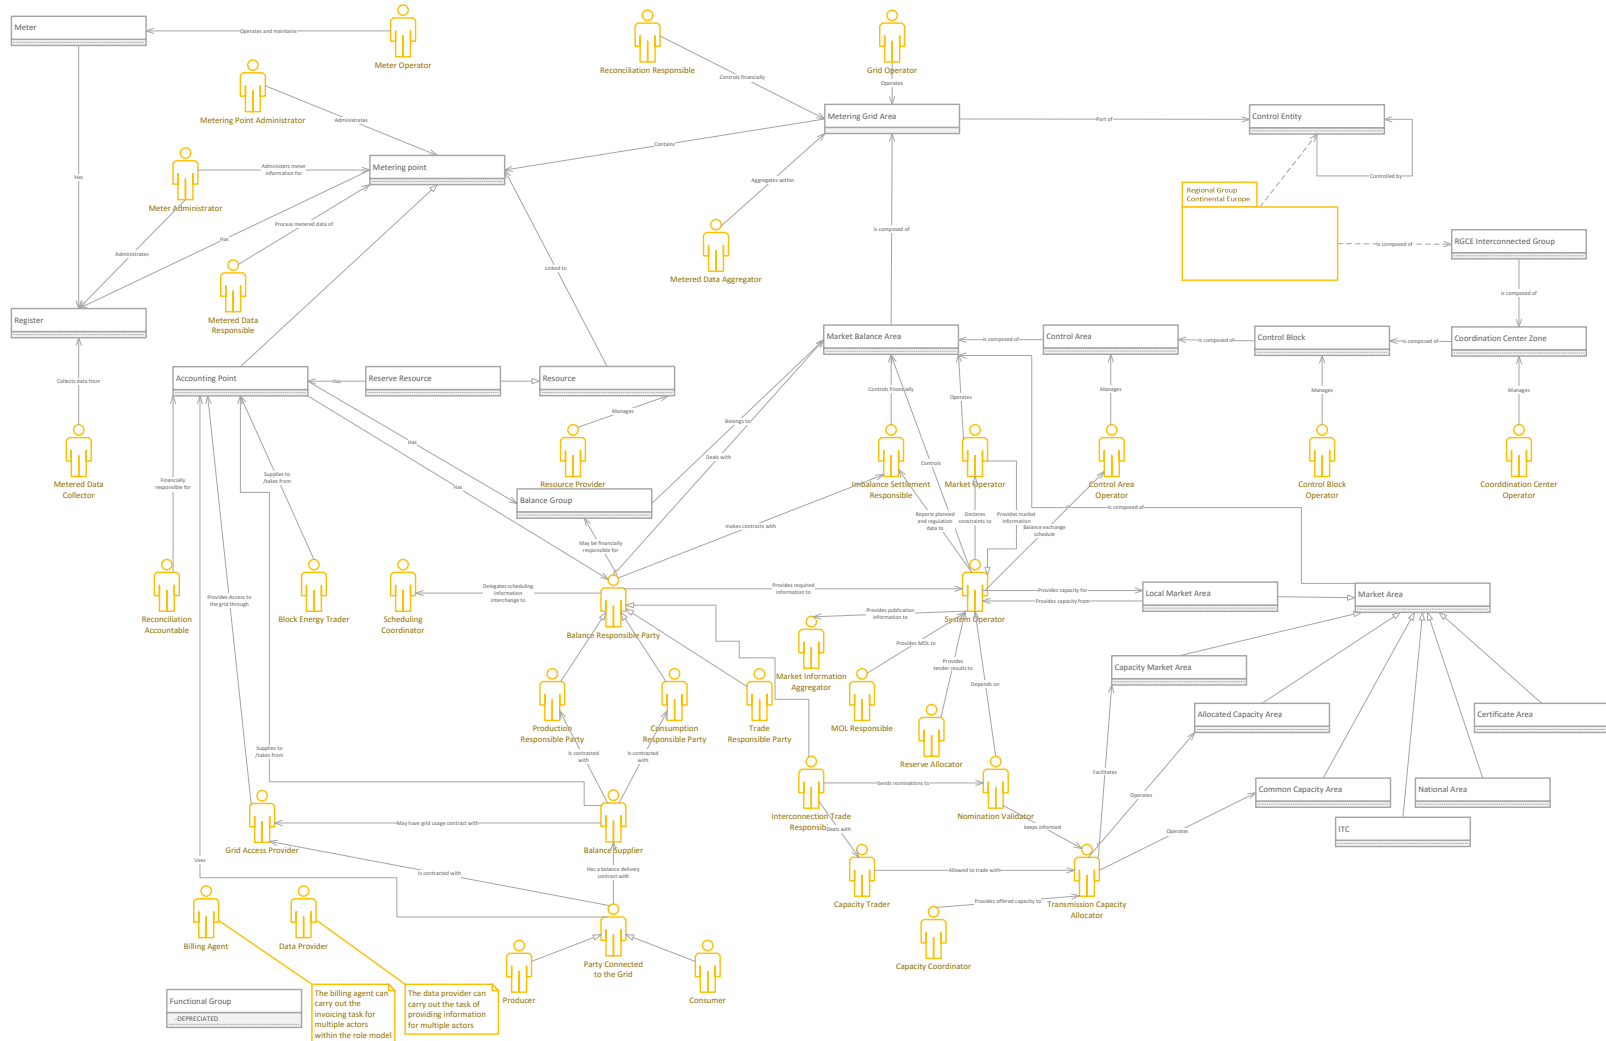 Meter
Operates and maintains
Meter Operator
Reconciliation Responsible
Grid Operator
Controls financially
Operates
Metering Point Administrator
Administrates
Metering Grid Area
Part of
Control Entity
Controlled by
Contains
Metering point
Administers meter
information for
Meter Administrator
Has
Aggregates within
Regional Group
Continental Europe
Process metered data of
Has
Is composed of
Is composed of
RGCE Interconnected Group
Administrates
Linked to
Metered Data Aggregator
Metered Data
Responsible
Is composed of
Register
Market Balance Area
Is composed of
Control Area
Is composed of
Control Block
Is composed of
Coordination Center Zone
Collects data from
Accounting Point
Has
Reserve Resource
Resource
Controls financially
Operates
Manages
Manages
Manages
Manages
Has
Belongs to
Deals with
Metered Data
Collector
Financially
responsible for
Supplies to
/takes from
Has
Resource Provider
Controls
Imbalance Settlement
Responsible
Market Operator
Control Area
Operator
Control Block
Operator
Coorddination Center
Operator
Balance Group
makes contracts with
Reports planned
and regulation
data to
Declares
constraints to
Provides market
information
Balance exchange
schedule
Is composed of
May be financially
responsible for
Provides Access to
the grid through
Reconciliation
Accountable
Block Energy Trader
Scheduling
Coordinator
Delegates scheduling
information
interchange to
Balance Responsible Party
Provides required
information to
System Operator
Provides capacity for
Provides capacity from
Local Market Area
Market Area
Provides publication
information to
Market Information
Aggregator
Provides MOL to
Provides
tender results to
Depends on
Capacity Market Area
Production
Responsible Party
Consumption
Responsible Party
Trade
Responsible Party
MOL Responsible
Reserve Allocator
Allocated Capacity Area
Certificate Area
Supplies to
/takes from
Is contracted
with
Is contracted
with
Facilitates
Operates
Sends nominations to
Interconnection Trade
Responsible
Nomination Validator
Common Capacity Area
National Area
Grid Access Provider
May have grid usage contract with
Balance Supplier
Deals with
keeps informed
Operates
ITC
Uses
Is contracted with
Has a balance delivery
contract with
Capacity Trader
Allowed to trade with
Transmission Capacity
Allocator
Provides offered capacity to
Billing Agent
Data Provider
Party Connected
to the Grid
Capacity Coordinator
Producer
Consumer
Functional Group
-DEPRECIATED
The billing agent can
carry out the
invoicing task for
multiple actors
within the role model
The data provider can
carry out the task of
providing information
for multiple actors